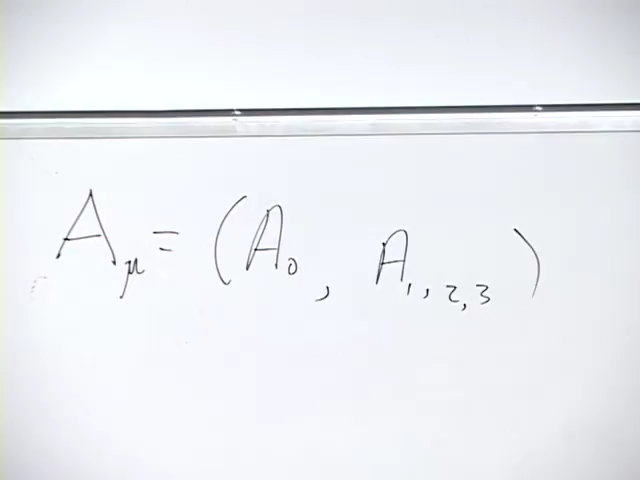 A_μ = (A_0, A_1,2,3)